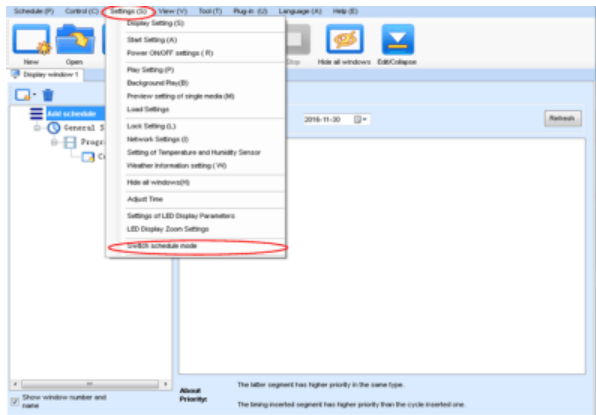 Schedule (P) Control (C) Settings (S) View (V) Tool (T) Plug-in (U) Language (A) Help (E)
Display Setting (S)
Start Setting (A)
Power ON/OFF settings ( R)
Play Setting (P)
Background Play(B)
Preview setting of single media (M)
Load Settings
Lock Setting (L)
Network Settings (I)
Setting of Temperature and Humidity Sensor
Weather Information setting ( W)
Hide all windows(H)
Adjust Time
Settings of LED Display Parameters
LED Display Zoom Settings
Switch schedule mode
New Open Stop Hide all windows Edit/Collapse
Display window 1
Add schedule
General S
Progr
2016-11-30 Refresh
Show window number and name
About Priority:
The latter segment has higher priority in the same type.
The timing inserted segment has higher priority than the cycle inserted one.